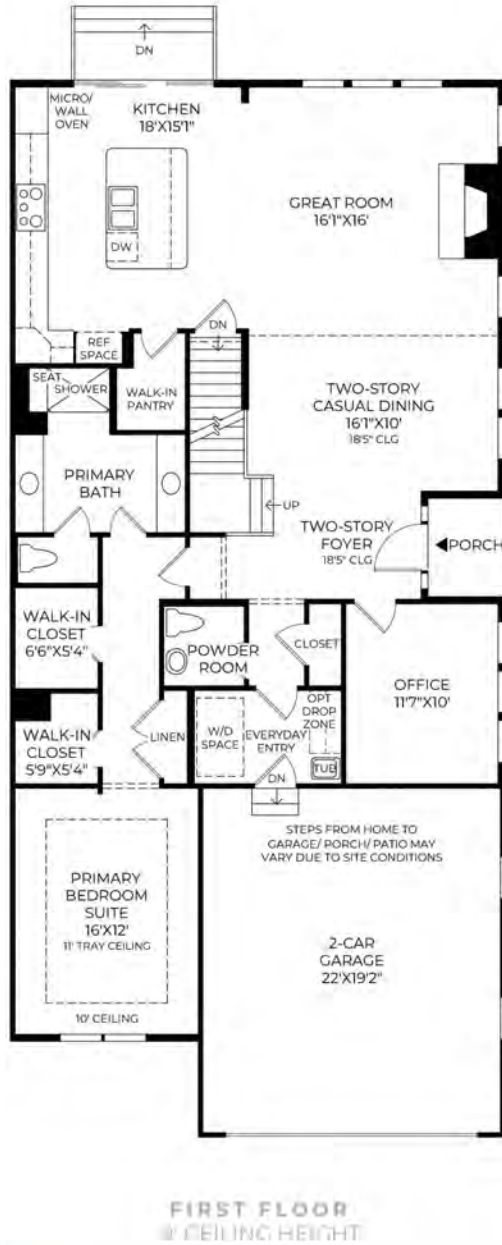 DN
MICRO/
WALL
OVEN
KITCHEN
18'X15'1"
GREAT ROOM
16'1"X16'
DW
DN
REF
SPACE
SEAT
SHOWER
WALK-IN
PANTRY
TWO-STORY
CASUAL DINING
16'1"X10'
18'5" CLG
PRIMARY
BATH
UP
TWO-STORY
FOYER
18'5" CLG
PORCH
WALK-IN
CLOSET
6'6"X5'4"
POWDER
ROOM
CLOSET
OFFICE
11'7"X10'
WALK-IN
CLOSET
5'9"X5'4"
LINEN
W/D
SPACE
EVERYDAY
ENTRY
OPT
DROP
ZONE
TUB
DN
STEPS FROM HOME TO
GARAGE/ PORCH/ PATIO MAY
VARY DUE TO SITE CONDITIONS
PRIMARY
BEDROOM
SUITE
16'X12'
11' TRAY CEILING
10' CEILING
2-CAR
GARAGE
22'X19'2"
FIRST FLOOR
9' CEILING HEIGHT